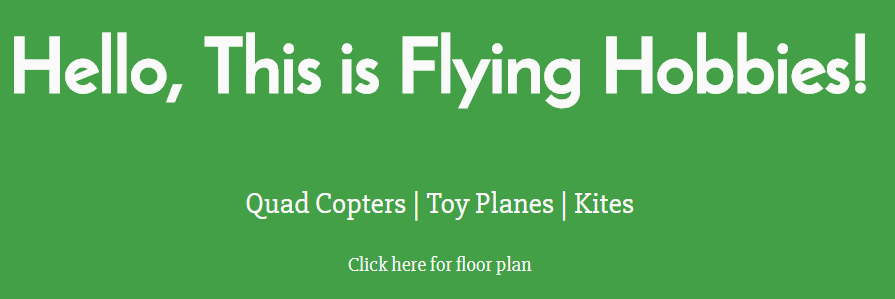 Hello, This is Flying Hobbies!
Quad Copters | Toy Planes | Kites
Click here for floor plan